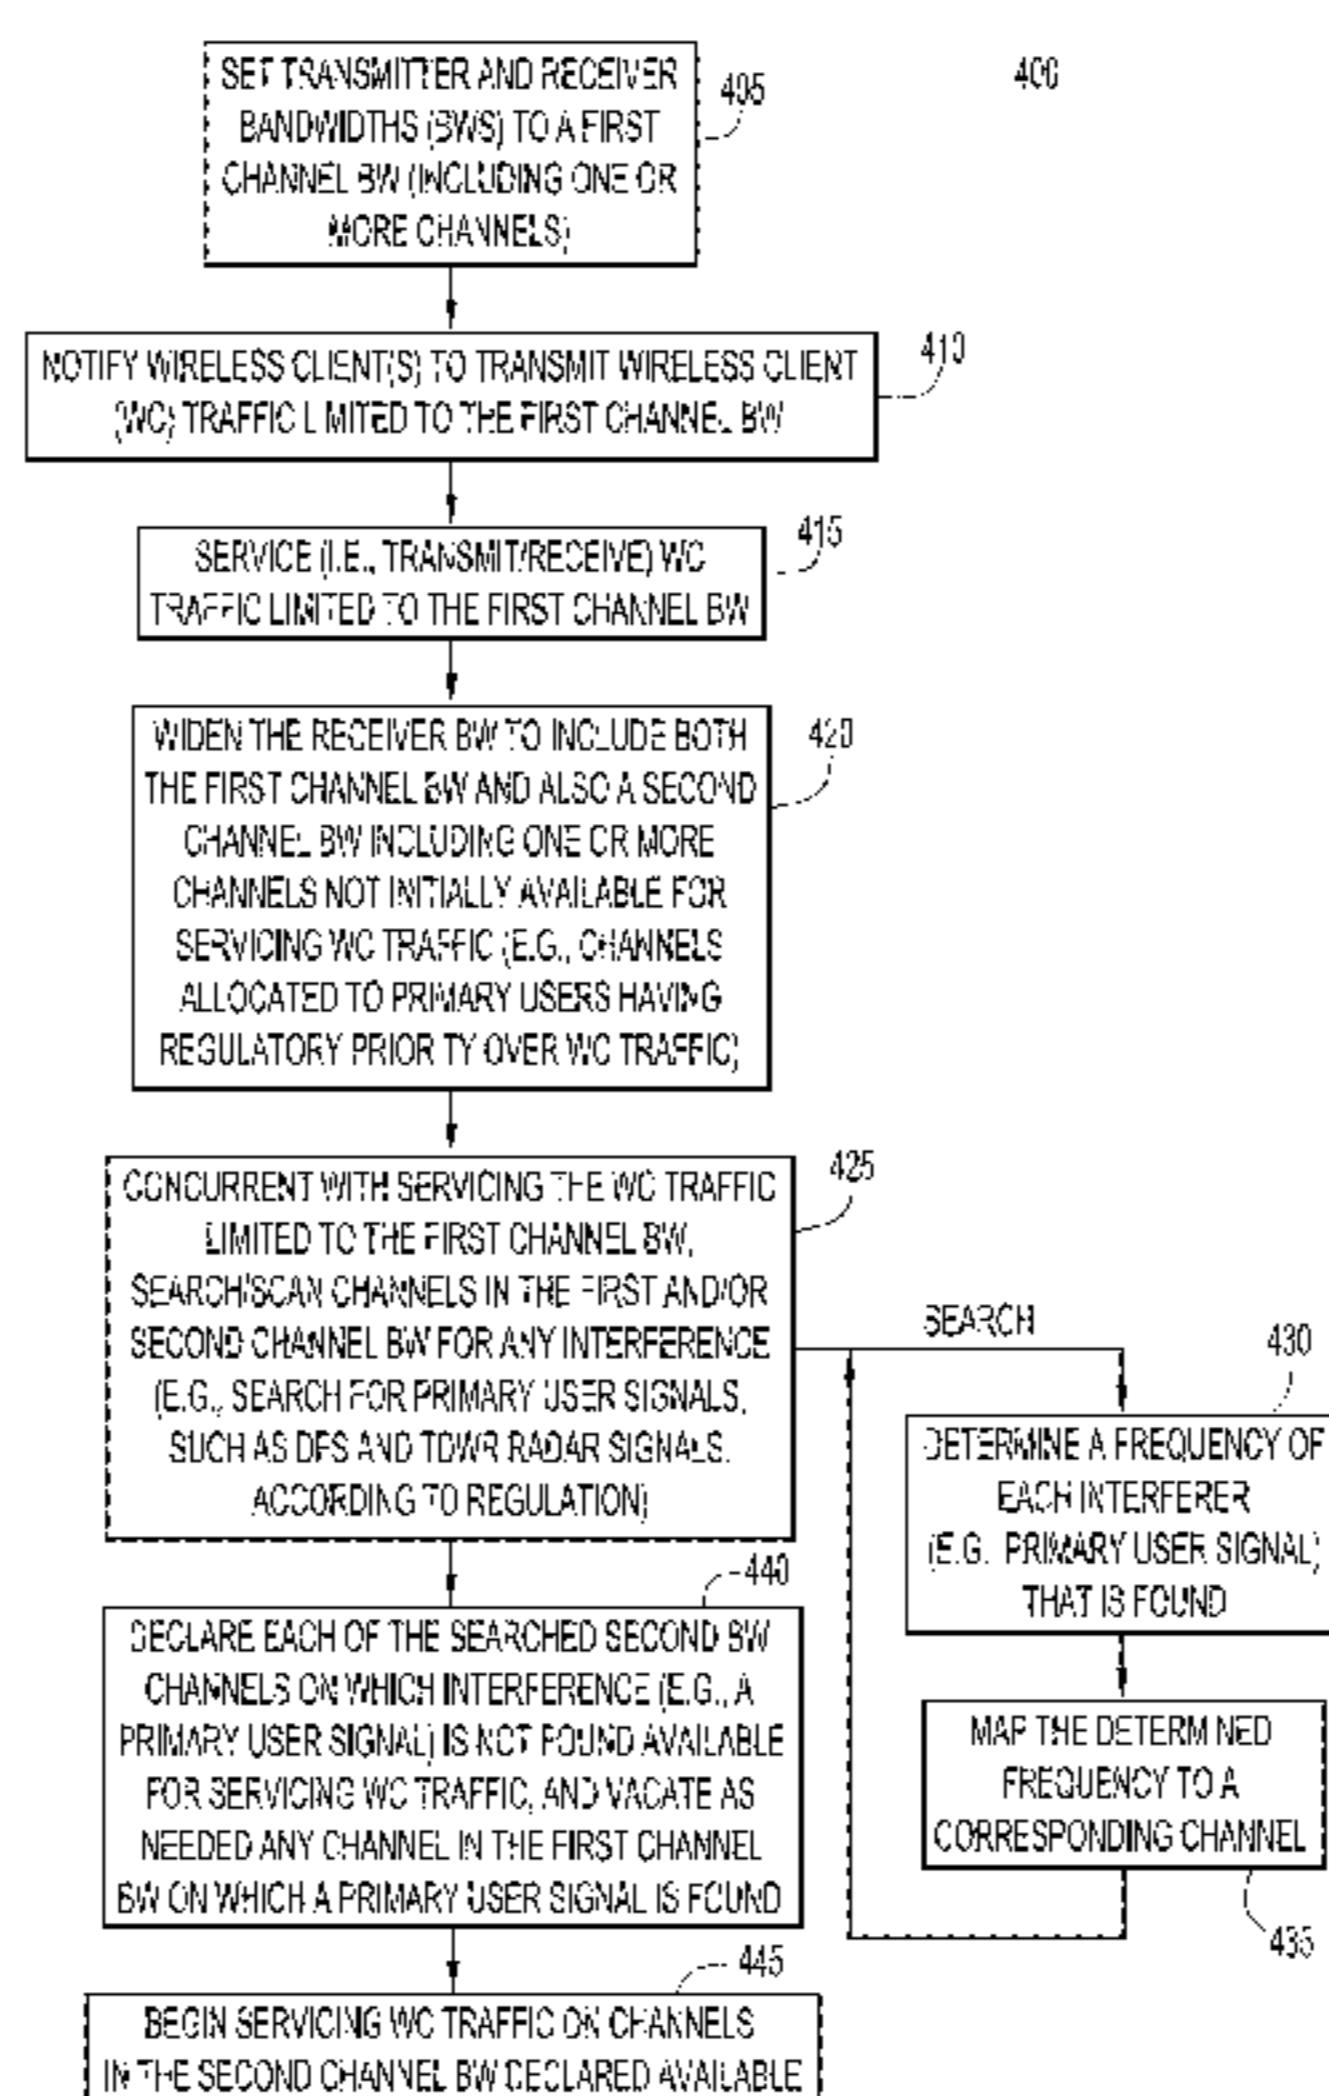 400
SET TRANSMITTER AND RECEIVER
BANDWIDTHS (BWS) TO A FIRST
CHANNEL BW (INCLUDING ONE OR
MORE CHANNELS)
405
NOTIFY WIRELESS CLIENT(S) TO TRANSMIT WIRELESS CLIENT
(WC) TRAFFIC LIMITED TO THE FIRST CHANNEL BW
410
SERVICE (I.E., TRANSMIT/RECEIVE) WC
TRAFFIC LIMITED TO THE FIRST CHANNEL BW
415
WIDEN THE RECEIVER BW TO INCLUDE BOTH
THE FIRST CHANNEL BW AND ALSO A SECOND
CHANNEL BW INCLUDING ONE OR MORE
CHANNELS NOT INITIALLY AVAILABLE FOR
SERVICING WC TRAFFIC (E.G., CHANNELS
ALLOCATED TO PRIMARY USERS HAVING
REGULATORY PRIORITY OVER WC TRAFFIC)
420
CONCURRENT WITH SERVICING THE WC TRAFFIC
LIMITED TO THE FIRST CHANNEL BW,
SEARCH/SCAN CHANNELS IN THE FIRST AND/OR
SECOND CHANNEL BW FOR ANY INTERFERENCE
(E.G., SEARCH FOR PRIMARY USER SIGNALS,
SUCH AS DFS AND TDWR RADAR SIGNALS,
ACCORDING TO REGULATION)
425
SEARCH
430
DETERMINE A FREQUENCY OF
EACH INTERFERER
(E.G. PRIMARY USER SIGNAL)
THAT IS FOUND
MAP THE DETERMINED
FREQUENCY TO A
CORRESPONDING CHANNEL
435
440
DECLARE EACH OF THE SEARCHED SECOND BW
CHANNELS ON WHICH INTERFERENCE (E.G., A
PRIMARY USER SIGNAL) IS NOT FOUND AVAILABLE
FOR SERVICING WC TRAFFIC, AND VACATE AS
NEEDED ANY CHANNEL IN THE FIRST CHANNEL
BW ON WHICH A PRIMARY USER SIGNAL IS FOUND
445
BEGIN SERVICING WC TRAFFIC ON CHANNELS
IN THE SECOND CHANNEL BW DECLARED AVAILABLE